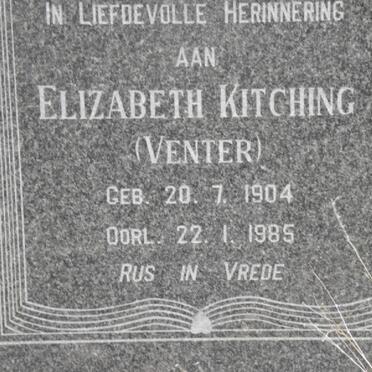 IN LIEFDEVOLLE HERINNERING
AAN
ELIZABETH KITCHING
(VENTER)
GEB. 20. 7. 1904
OORL. 22. 1. 1985
RUS IN VREDE